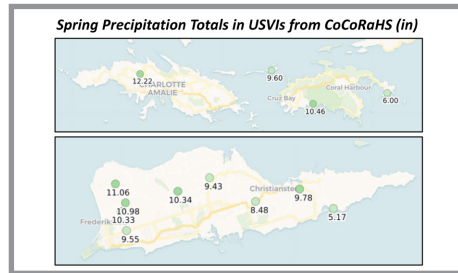 Spring Precipitation Totals in USVIs from CoCoRaHS (in)
12.22
CHARLOTTE
AMALIE
9.60
Cruz Bay
Coral Harbour
10.46
6.00
11.06
10.98
10.33
Frederik
9.55
10.34
9.43
Christianste
8.48
9.78
5.17